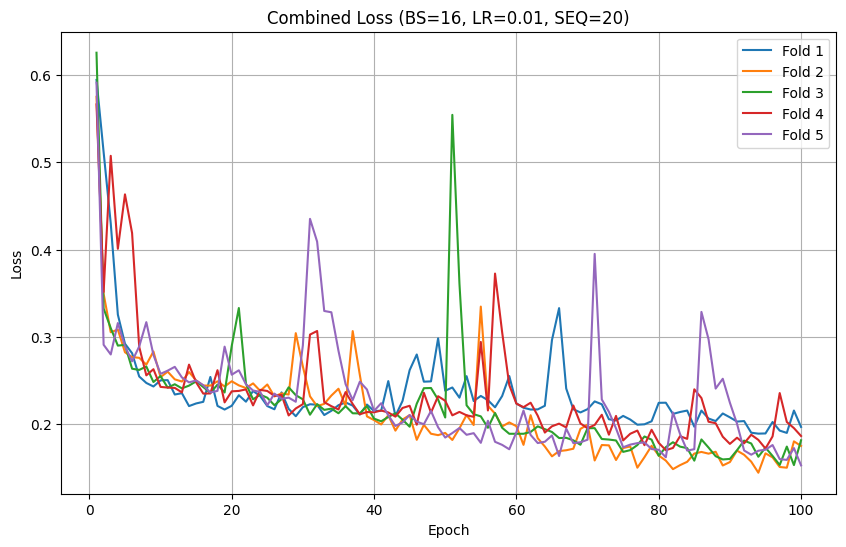 Combined Loss (BS=16, LR=0.01, SEQ=20)
Fold 1
Fold 2
Fold 3
Fold 4
Fold 5
Loss
0.6
0.5
0.4
0.3
0.2
0
20
40
60
80
100
Epoch